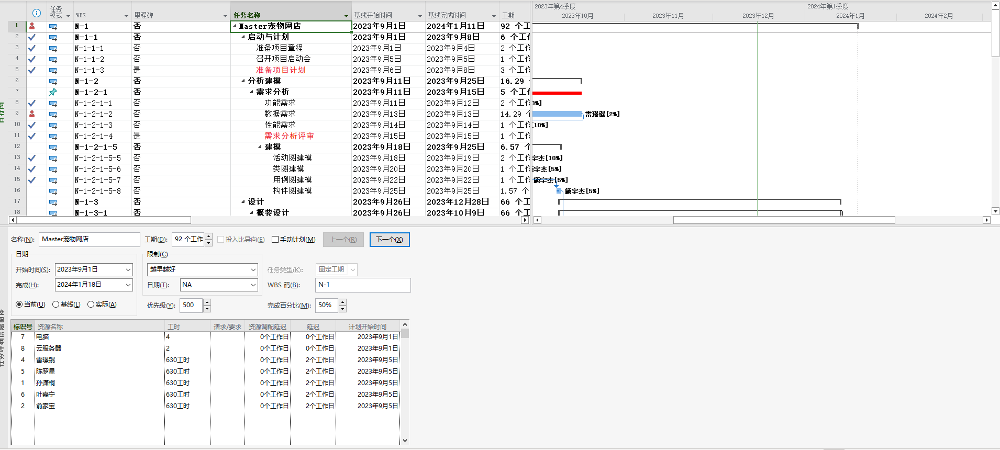 任务模式 WBS 里程碑 任务名称 基线开始时间 基线完成时间 工期
1 N-1 否 Master宠物网店 2023年9月1日 2024年1月11日 92 个工
2 N-1-1 否 启动与计划 2023年9月1日 2023年9月8日 6 个工作
3 N-1-1-1 否 准备项目章程 2023年9月1日 2023年9月4日 2 个工作
4 N-1-1-2 否 召开项目启动会 2023年9月5日 2023年9月5日 1 个工作
5 N-1-1-3 是 准备项目计划 2023年9月6日 2023年9月8日 3 个工作
6 N-1-2 否 分析建模 2023年9月11日 2023年9月25日 16.29
7 N-1-2-1 否 需求分析 2023年9月11日 2023年9月15日 5 个工作
8 N-1-2-1-1 否 功能需求 2023年9月11日 2023年9月12日 2 个工作
9 N-1-2-1-2 否 数据需求 2023年9月13日 2023年9月13日 14.29 个
10 N-1-2-1-3 否 性能需求 2023年9月14日 2023年9月14日 1 个工作
11 N-1-2-1-4 是 需求分析评审 2023年9月15日 2023年9月15日 1 个工作
12 N-1-2-1-5 否 建模 2023年9月18日 2023年9月25日 6.57 个
13 N-1-2-1-5-5 否 活动图建模 2023年9月18日 2023年9月19日 2 个工作
14 N-1-2-1-5-6 否 类图建模 2023年9月20日 2023年9月20日 1 个工作
15 N-1-2-1-5-7 否 用例图建模 2023年9月22日 2023年9月22日 1 个工作
16 N-1-2-1-5-8 否 构件图建模 2023年9月25日 2023年9月25日 1.57 个
17 N-1-3 否 设计 2023年9月26日 2023年12月28日 66 个工
18 N-1-3-1 否 概要设计 2023年9月26日 2023年10月9日 66 个工
2023年第4季度 2024年第1季度
2023年10月 2023年11月 2023年12月 2024年1月 2024年2月
0%]
雷璟锟[2%]
[10%]
宇杰[10%]
宇杰[5%]
施宇杰[5%]
施宇杰[5%]
名称(N): Master宠物网店 工期(D): 92 个工作 投入比导向(E) 手动计划(M) 上一个(R) 下一个(X)
日期 限制(C)
开始时间(S): 2023年9月1日 越早越好 任务类型(K): 固定工期
完成(H): 2024年1月18日 日期(T): NA WBS 码(B): N-1
当前(U) 基线(L) 实际(A) 优先级(Y): 500 完成百分比(M): 50%
标识号 资源名称 工时 请求/要求 资源调配延迟 延迟 计划开始时间
7 电脑 4 0个工作日 0个工作日 2023年9月1日
8 云服务器 2 0个工作日 0个工作日 2023年9月1日
4 雷璟锟 630工时 0个工作日 2个工作日 2023年9月5日
5 陈罗星 630工时 0个工作日 2个工作日 2023年9月5日
1 孙潇桐 630工时 0个工作日 2个工作日 2023年9月5日
6 叶嘉宁 630工时 0个工作日 2个工作日 2023年9月5日
2 俞家宝 630工时 0个工作日 2个工作日 2023年9月5日